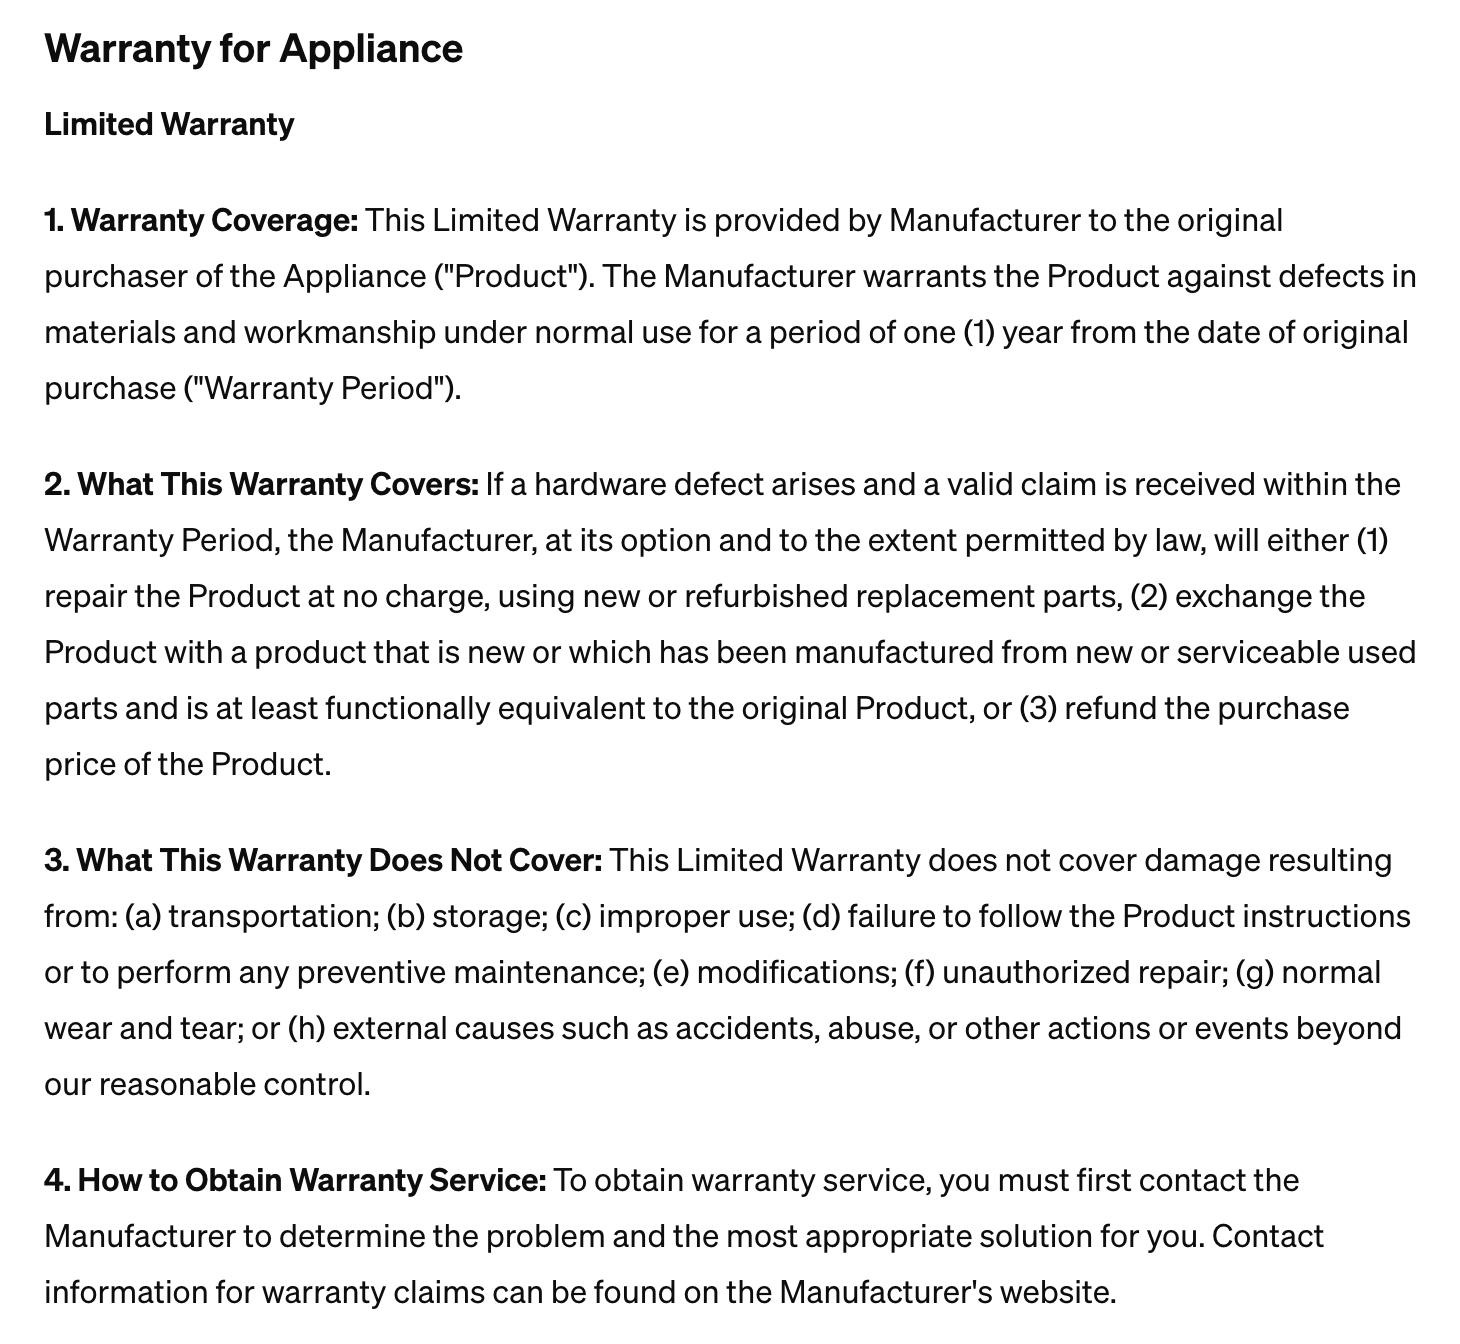 Warranty for Appliance
Limited Warranty
1. Warranty Coverage: This Limited Warranty is provided by Manufacturer to the original
purchaser of the Appliance ("Product"). The Manufacturer warrants the Product against defects in
materials and workmanship under normal use for a period of one (1) year from the date of original
purchase ("Warranty Period").
2. What This Warranty Covers: If a hardware defect arises and a valid claim is received within the
Warranty Period, the Manufacturer, at its option and to the extent permitted by law, will either (1)
repair the Product at no charge, using new or refurbished replacement parts, (2) exchange the
Product with a product that is new or which has been manufactured from new or serviceable used
parts and is at least functionally equivalent to the original Product, or (3) refund the purchase
price of the Product.
3. What This Warranty Does Not Cover: This Limited Warranty does not cover damage resulting
from: (a) transportation; (b) storage; (c) improper use; (d) failure to follow the Product instructions
or to perform any preventive maintenance; (e) modifications; (f) unauthorized repair; (g) normal
wear and tear; or (h) external causes such as accidents, abuse, or other actions or events beyond
our reasonable control.
4. How to Obtain Warranty Service: To obtain warranty service, you must first contact the
Manufacturer to determine the problem and the most appropriate solution for you. Contact
information for warranty claims can be found on the Manufacturer's website.